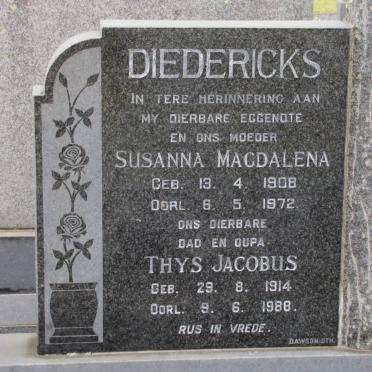 DIEDERICKS
IN TERE HERINNERING AAN
MY DIERBARE EGGENOTE
EN ONS MOEDER
SUSANNA MAGDALENA
GEB. 13. 4. 1908
OORL. 6. 5. 1972
ONS DIERBARE
DAD EN OUPA
THYS JACOBUS
GEB. 29. 8. 1914
OORL. 9. 6. 1988.
RUS IN VREDE.
DAWSON. UTH.